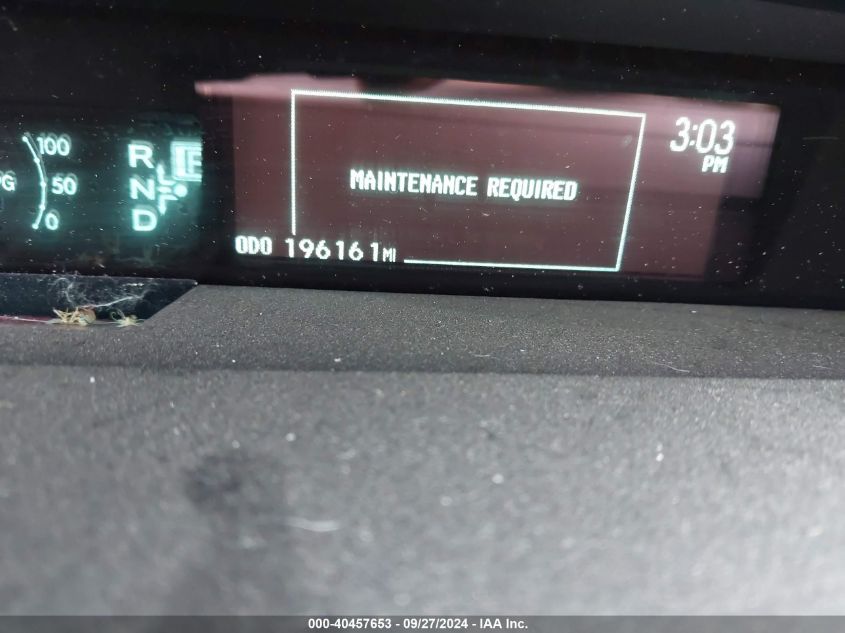 100
50
0
R
N
D
3:03
PM
MAINTENANCE REQUIRED
ODO 196161MI
000-40457653 - 09/27/2024 - IAA Inc.